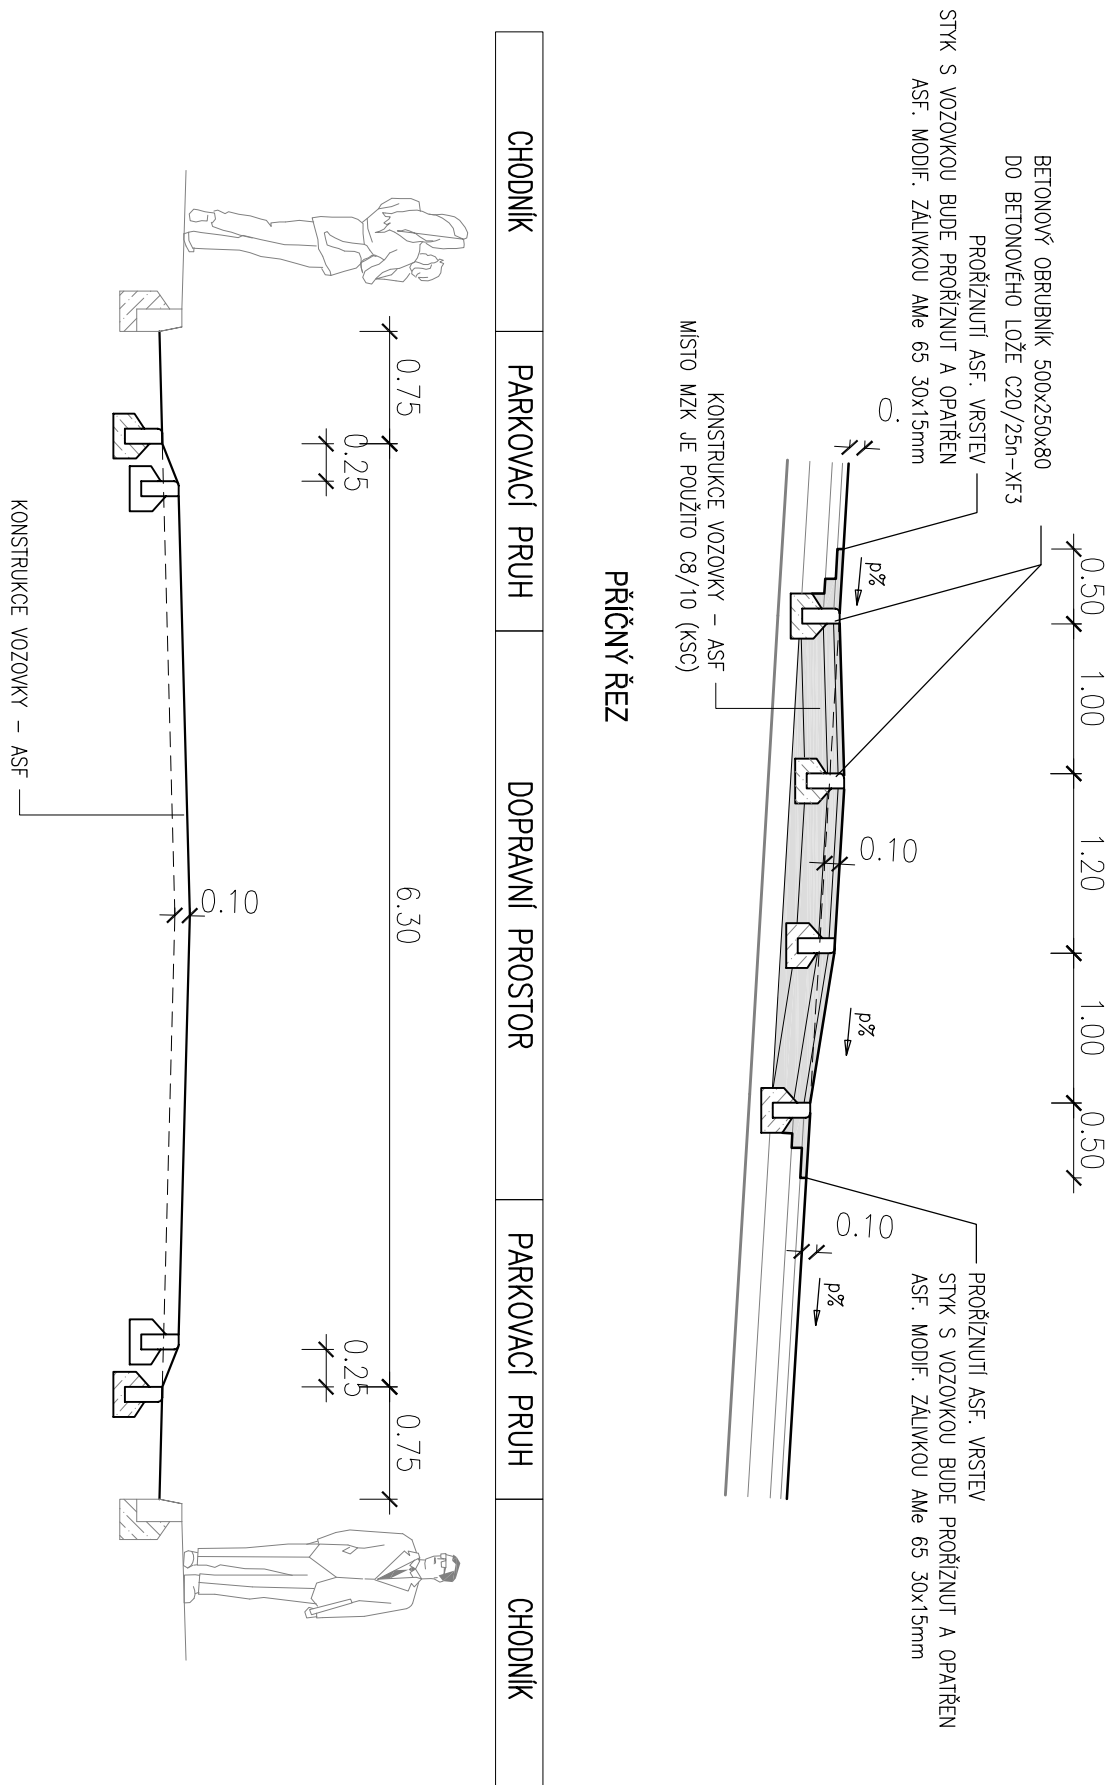 BETONOVÝ OBRUBNÍK 500x250x80
DO BETONOVÉHO LOŽE C20/25n-XF3
PROŘÍZNUTÍ ASF. VRSTEV
STYK S VOZOVKOU BUDE PROŘÍZNUT A OPATŘEN
ASF. MODIF. ZÁLIVKOU AMe 65 30x15mm
0.50
1.00
1.20
1.00
0.50
PROŘÍZNUTÍ ASF. VRSTEV
STYK S VOZOVKOU BUDE PROŘÍZNUT A OPATŘEN
ASF. MODIF. ZÁLIVKOU AMe 65 30x15mm
0.
p%
0.10
p%
0.10
p%
KONSTRUKCE VOZOVKY - ASF
MÍSTO MZK JE POUŽITO C8/10 (KSC)
PŘÍČNÝ ŘEZ
CHODNÍK
PARKOVACÍ PRUH
DOPRAVNÍ PROSTOR
PARKOVACÍ PRUH
CHODNÍK
0.75
6.30
0.75
0.25
0.25
0.10
KONSTRUKCE VOZOVKY - ASF